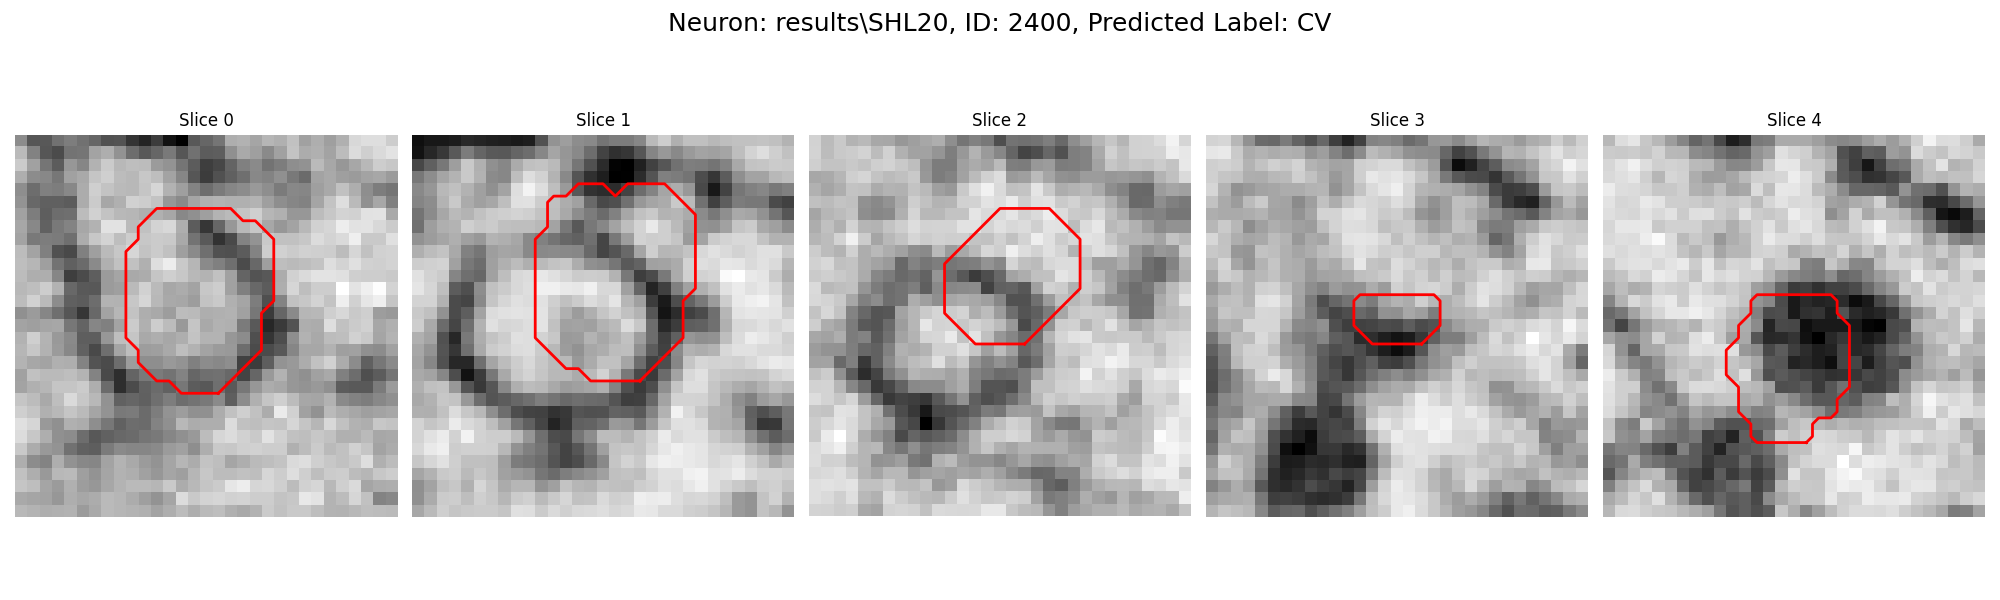 Neuron: results\SHL20, ID: 2400, Predicted Label: CV
Slice 0
Slice 1
Slice 2
Slice 3
Slice 4